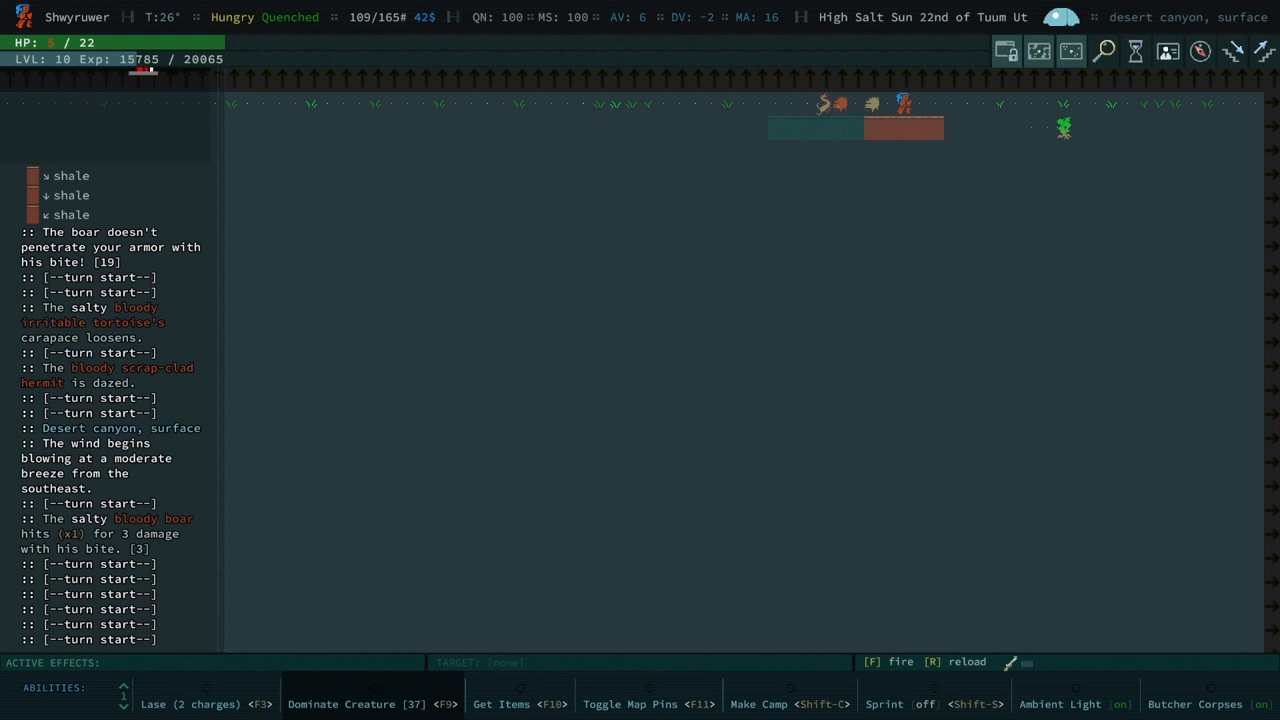 Shwyruwer T:26° :: Hungry Quenched :: 109/165# 42$ QN: 100 :: MS: 100 :: AV: 6 :: DV: -2 :: MA: 16 High Salt Sun 22nd of Tuum Ut :: desert canyon, surface
HP: 5 / 22
LVL: 10 Exp: 15785 / 20065
↘ shale
↓ shale
↙ shale
:: The boar doesn't
penetrate your armor with
his bite! [19]
:: [--turn start--]
:: [--turn start--]
:: The salty bloody
irritable tortoise's
carapace loosens.
:: [--turn start--]
:: The bloody scrap-clad
hermit is dazed.
:: [--turn start--]
:: [--turn start--]
:: Desert canyon, surface
:: The wind begins
blowing at a moderate
breeze from the
southeast.
:: [--turn start--]
:: The salty bloody boar
hits (x1) for 3 damage
with his bite. [3]
:: [--turn start--]
:: [--turn start--]
:: [--turn start--]
:: [--turn start--]
:: [--turn start--]
:: [--turn start--]
ACTIVE EFFECTS: TARGET: [none] [F] fire [R] reload
ABILITIES: 1 Lase (2 charges) <F3> Dominate Creature [37] <F9> Get Items <F10> Toggle Map Pins <F11> Make Camp <Shift-C> Sprint [off] <Shift-S> Ambient Light [on] Butcher Corpses [on]